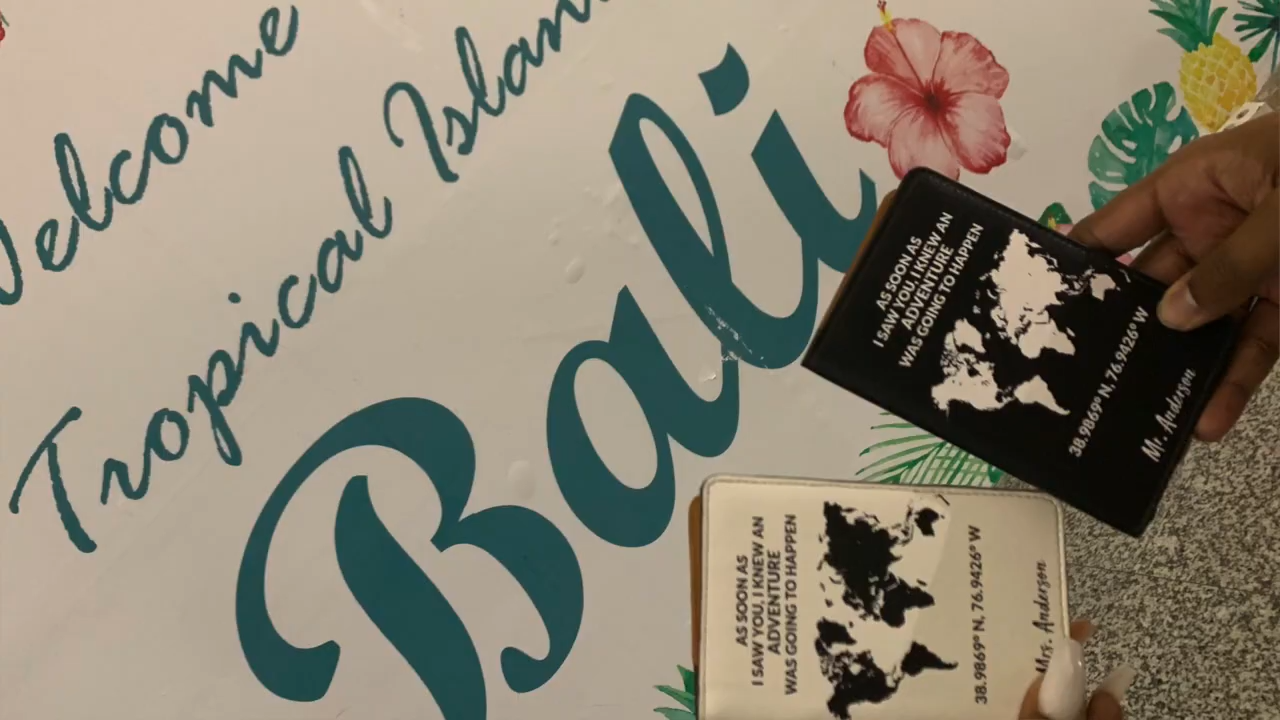 Welcome
Tropical Island
Bali
AS SOON AS
I SAW YOU, I KNEW AN
ADVENTURE
WAS GOING TO HAPPEN
38.9869° N, 76.9426° W
Mr. Anderson
AS SOON AS
I SAW YOU, I KNEW AN
ADVENTURE
WAS GOING TO HAPPEN
38.9869° N, 76.9426° W
Mrs. Anderson